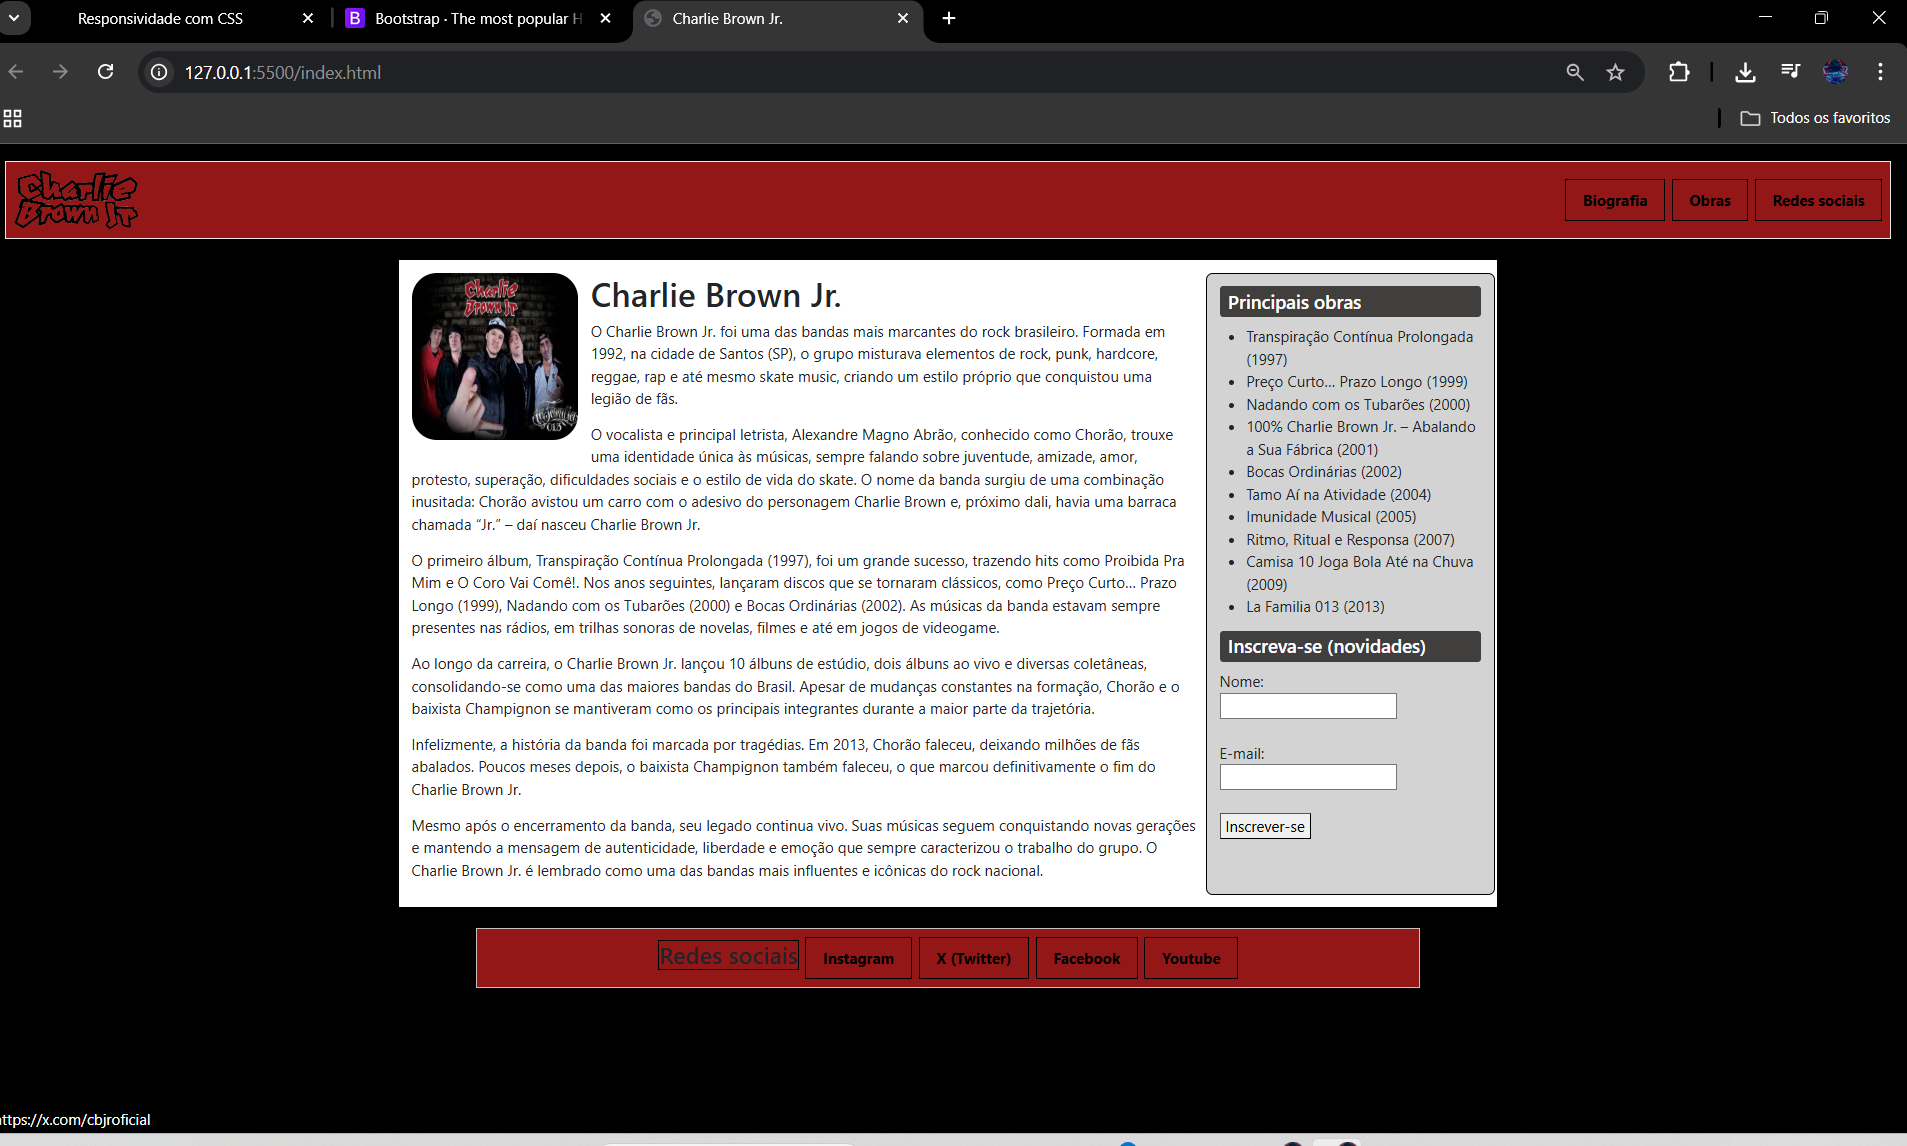 Responsividade com CSS
Bootstrap · The most popular H
Charlie Brown Jr.
127.0.0.1:5500/index.html
Todos os favoritos
Charlie
Brown Jr
Biografia
Obras
Redes sociais
Charlie
Brown Jr
Charlie Brown Jr.
O Charlie Brown Jr. foi uma das bandas mais marcantes do rock brasileiro. Formada em
1992, na cidade de Santos (SP), o grupo misturava elementos de rock, punk, hardcore,
reggae, rap e até mesmo skate music, criando um estilo próprio que conquistou uma
legião de fãs.
O vocalista e principal letrista, Alexandre Magno Abrão, conhecido como Chorão, trouxe
uma identidade única às músicas, sempre falando sobre juventude, amizade, amor,
protesto, superação, dificuldades sociais e o estilo de vida do skate. O nome da banda surgiu de uma combinação
inusitada: Chorão avistou um carro com o adesivo do personagem Charlie Brown e, próximo dali, havia uma barraca
chamada “Jr.” – daí nasceu Charlie Brown Jr.
O primeiro álbum, Transpiração Contínua Prolongada (1997), foi um grande sucesso, trazendo hits como Proibida Pra
Mim e O Coro Vai Comê!. Nos anos seguintes, lançaram discos que se tornaram clássicos, como Preço Curto… Prazo
Longo (1999), Nadando com os Tubarões (2000) e Bocas Ordinárias (2002). As músicas da banda estavam sempre
presentes nas rádios, em trilhas sonoras de novelas, filmes e até em jogos de videogame.
Ao longo da carreira, o Charlie Brown Jr. lançou 10 álbuns de estúdio, dois álbuns ao vivo e diversas coletâneas,
consolidando-se como uma das maiores bandas do Brasil. Apesar de mudanças constantes na formação, Chorão e o
baixista Champignon se mantiveram como os principais integrantes durante a maior parte da trajetória.
Infelizmente, a história da banda foi marcada por tragédias. Em 2013, Chorão faleceu, deixando milhões de fãs
abalados. Poucos meses depois, o baixista Champignon também faleceu, o que marcou definitivamente o fim do
Charlie Brown Jr.
Mesmo após o encerramento da banda, seu legado continua vivo. Suas músicas seguem conquistando novas gerações
e mantendo a mensagem de autenticidade, liberdade e emoção que sempre caracterizou o trabalho do grupo. O
Charlie Brown Jr. é lembrado como uma das bandas mais influentes e icônicas do rock nacional.
Principais obras
Transpiração Contínua Prolongada
(1997)
Preço Curto… Prazo Longo (1999)
Nadando com os Tubarões (2000)
100% Charlie Brown Jr. – Abalando
a Sua Fábrica (2001)
Bocas Ordinárias (2002)
Tamo Aí na Atividade (2004)
Imunidade Musical (2005)
Ritmo, Ritual e Responsa (2007)
Camisa 10 Joga Bola Até na Chuva
(2009)
La Familia 013 (2013)
Inscreva-se (novidades)
Nome:
E-mail:
Inscrever-se
Redes sociais
Instagram
X (Twitter)
Facebook
Youtube
ttps://x.com/cbjroficial